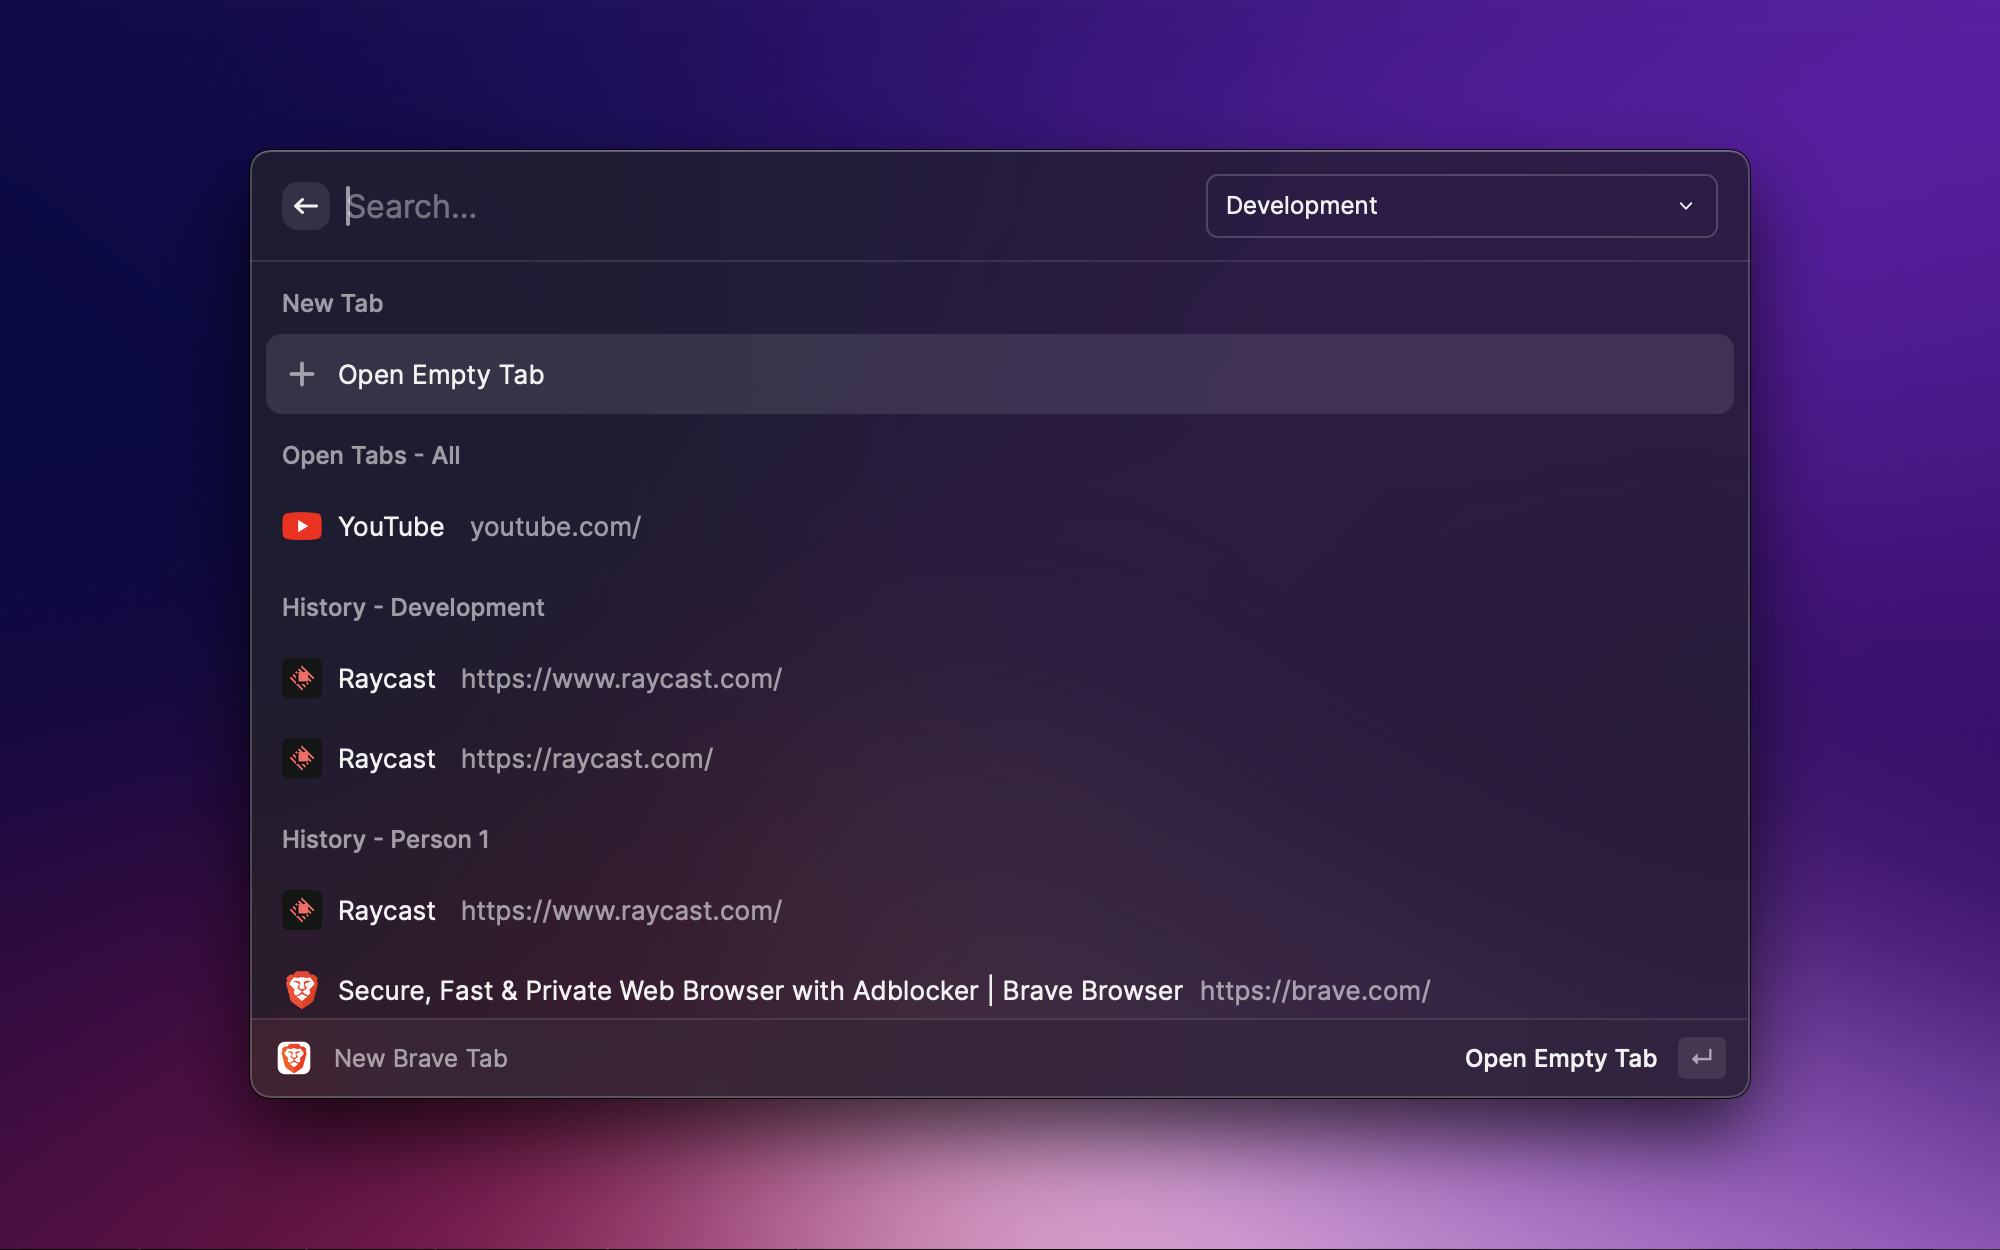 Search...
Development
New Tab
Open Empty Tab
Open Tabs - All
YouTube youtube.com/
History - Development
Raycast https://www.raycast.com/
Raycast https://raycast.com/
History - Person 1
Raycast https://www.raycast.com/
Secure, Fast & Private Web Browser with Adblocker | Brave Browser https://brave.com/
New Brave Tab
Open Empty Tab